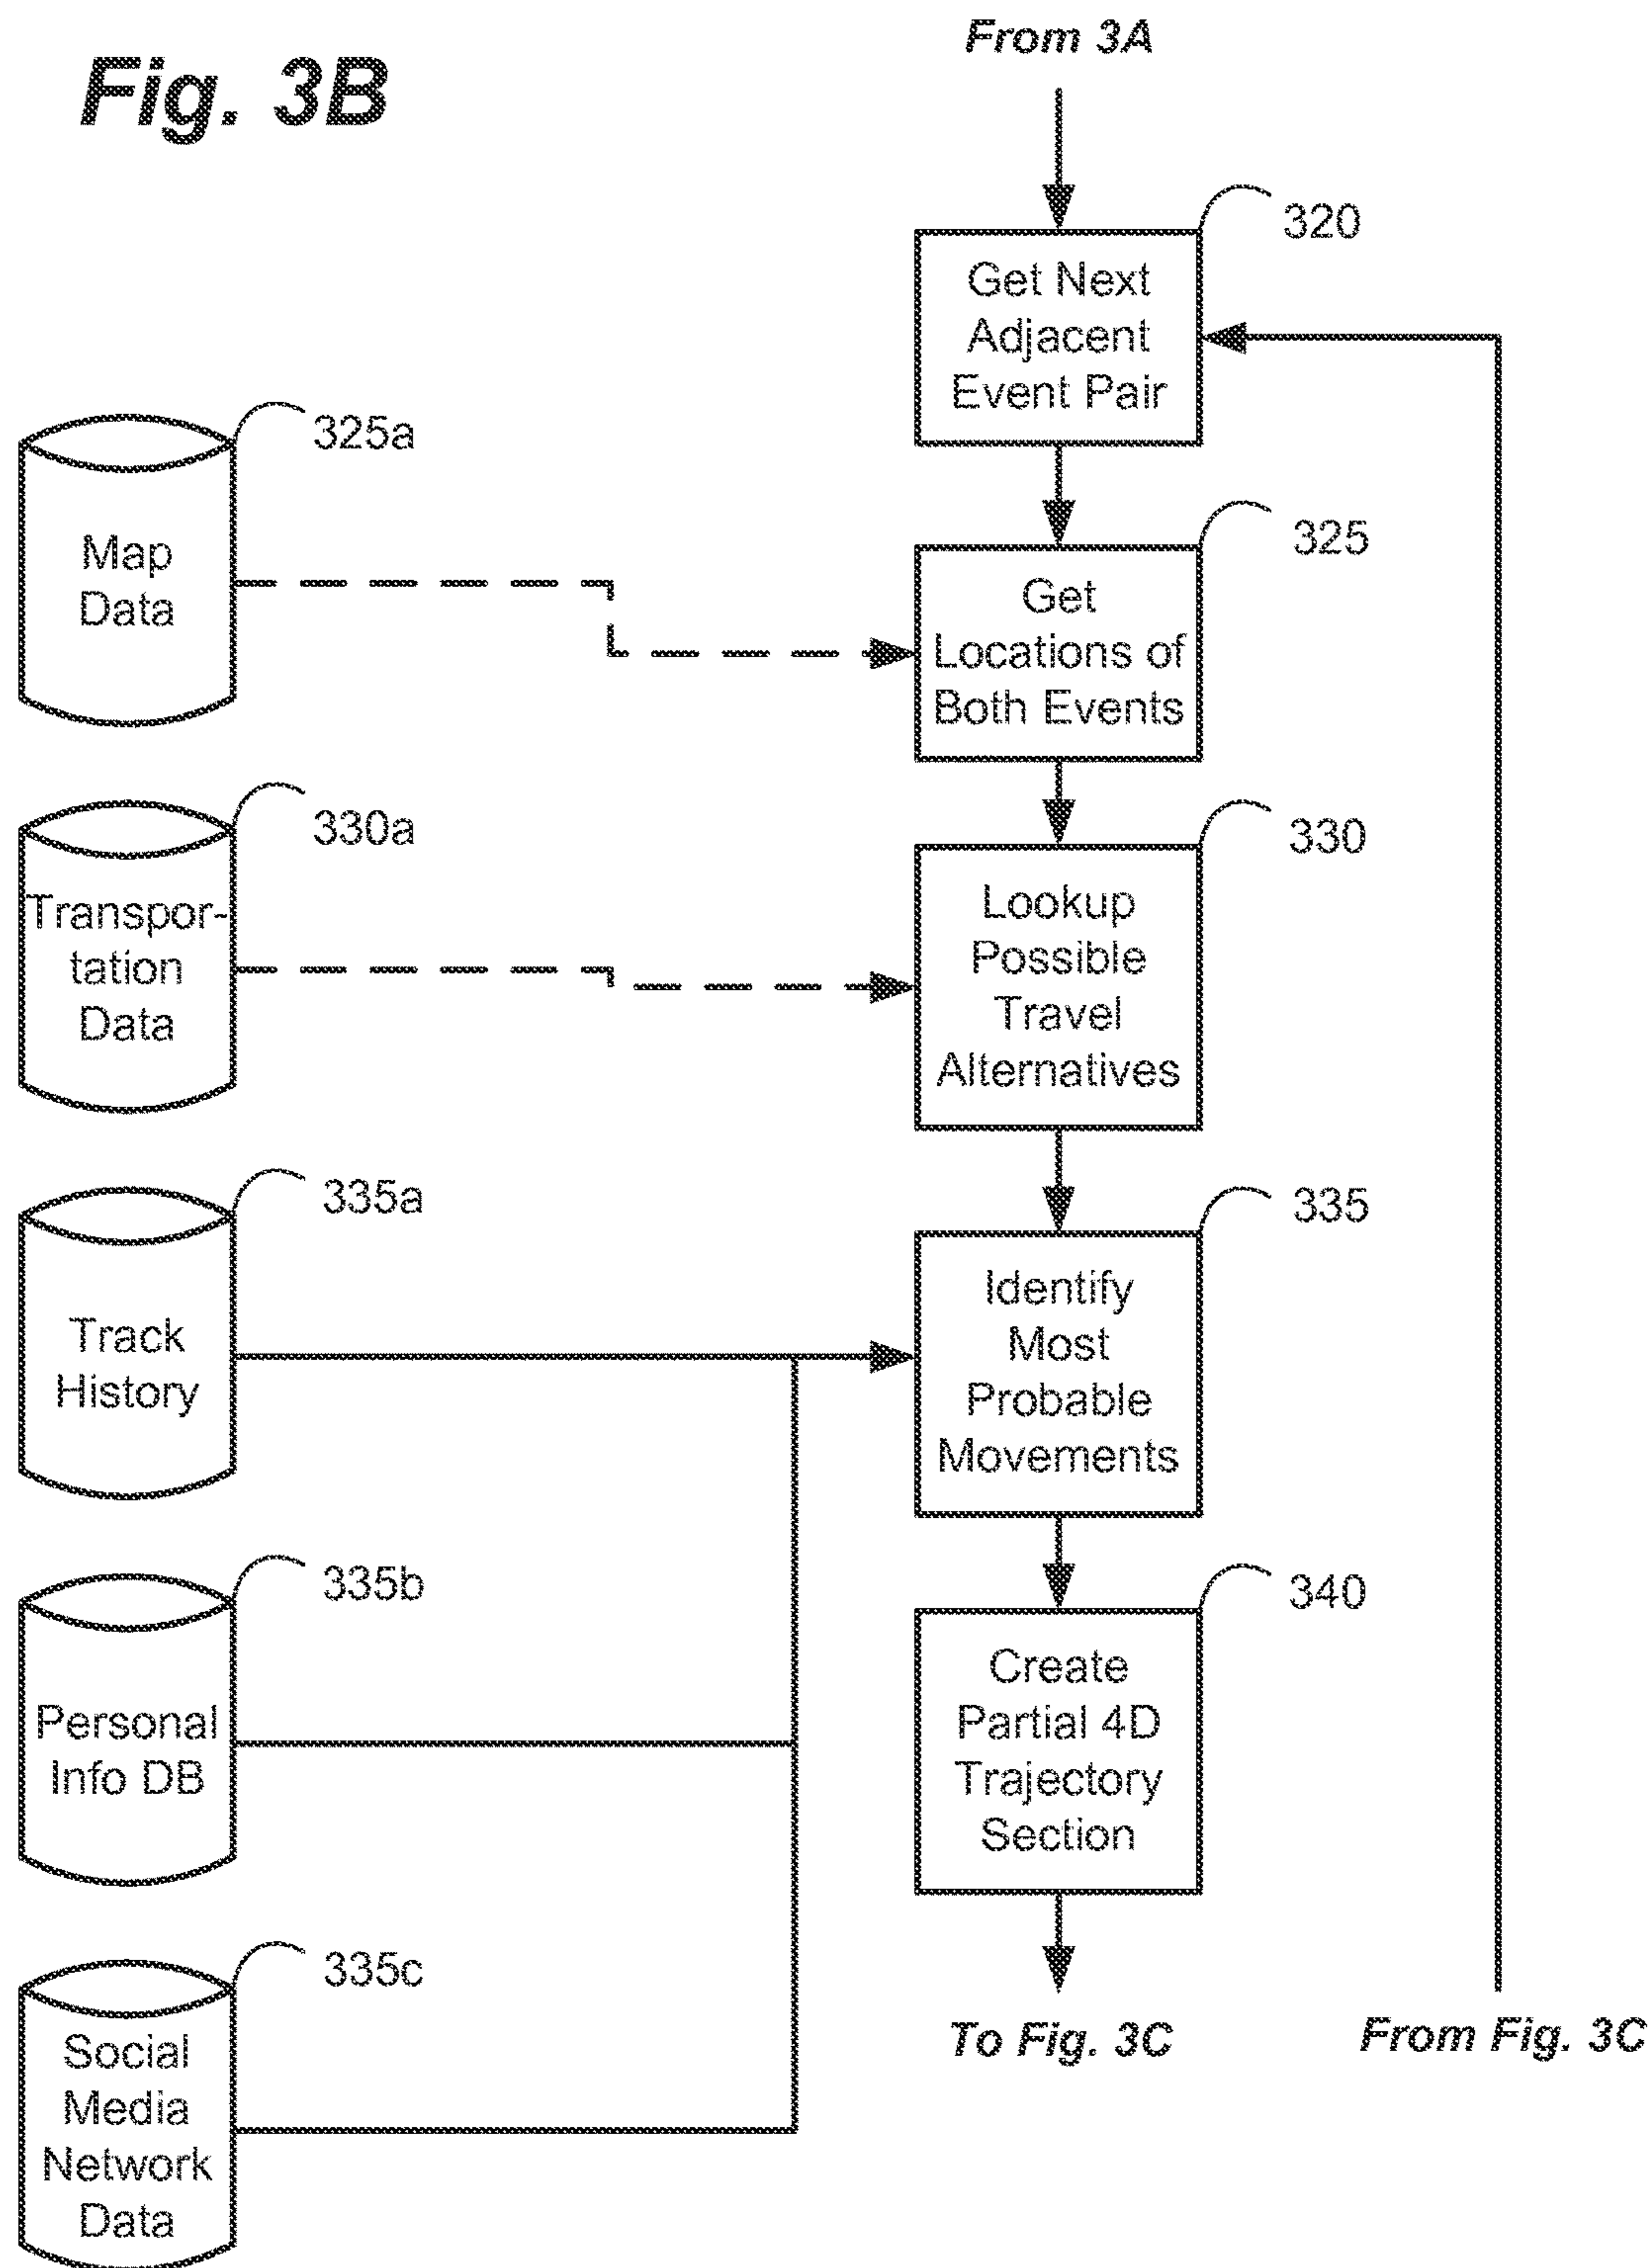 Fig. 3B
From 3A
320
Get Next
Adjacent
Event Pair
325a
Map
Data
325
Get
Locations of
Both Events
330a
Transpor-
tation
Data
330
Lookup
Possible
Travel
Alternatives
335a
Track
History
335
Identify
Most
Probable
Movements
335b
Personal
Info DB
340
Create
Partial 4D
Trajectory
Section
335c
Social
Media
Network
Data
To Fig. 3C
From Fig. 3C